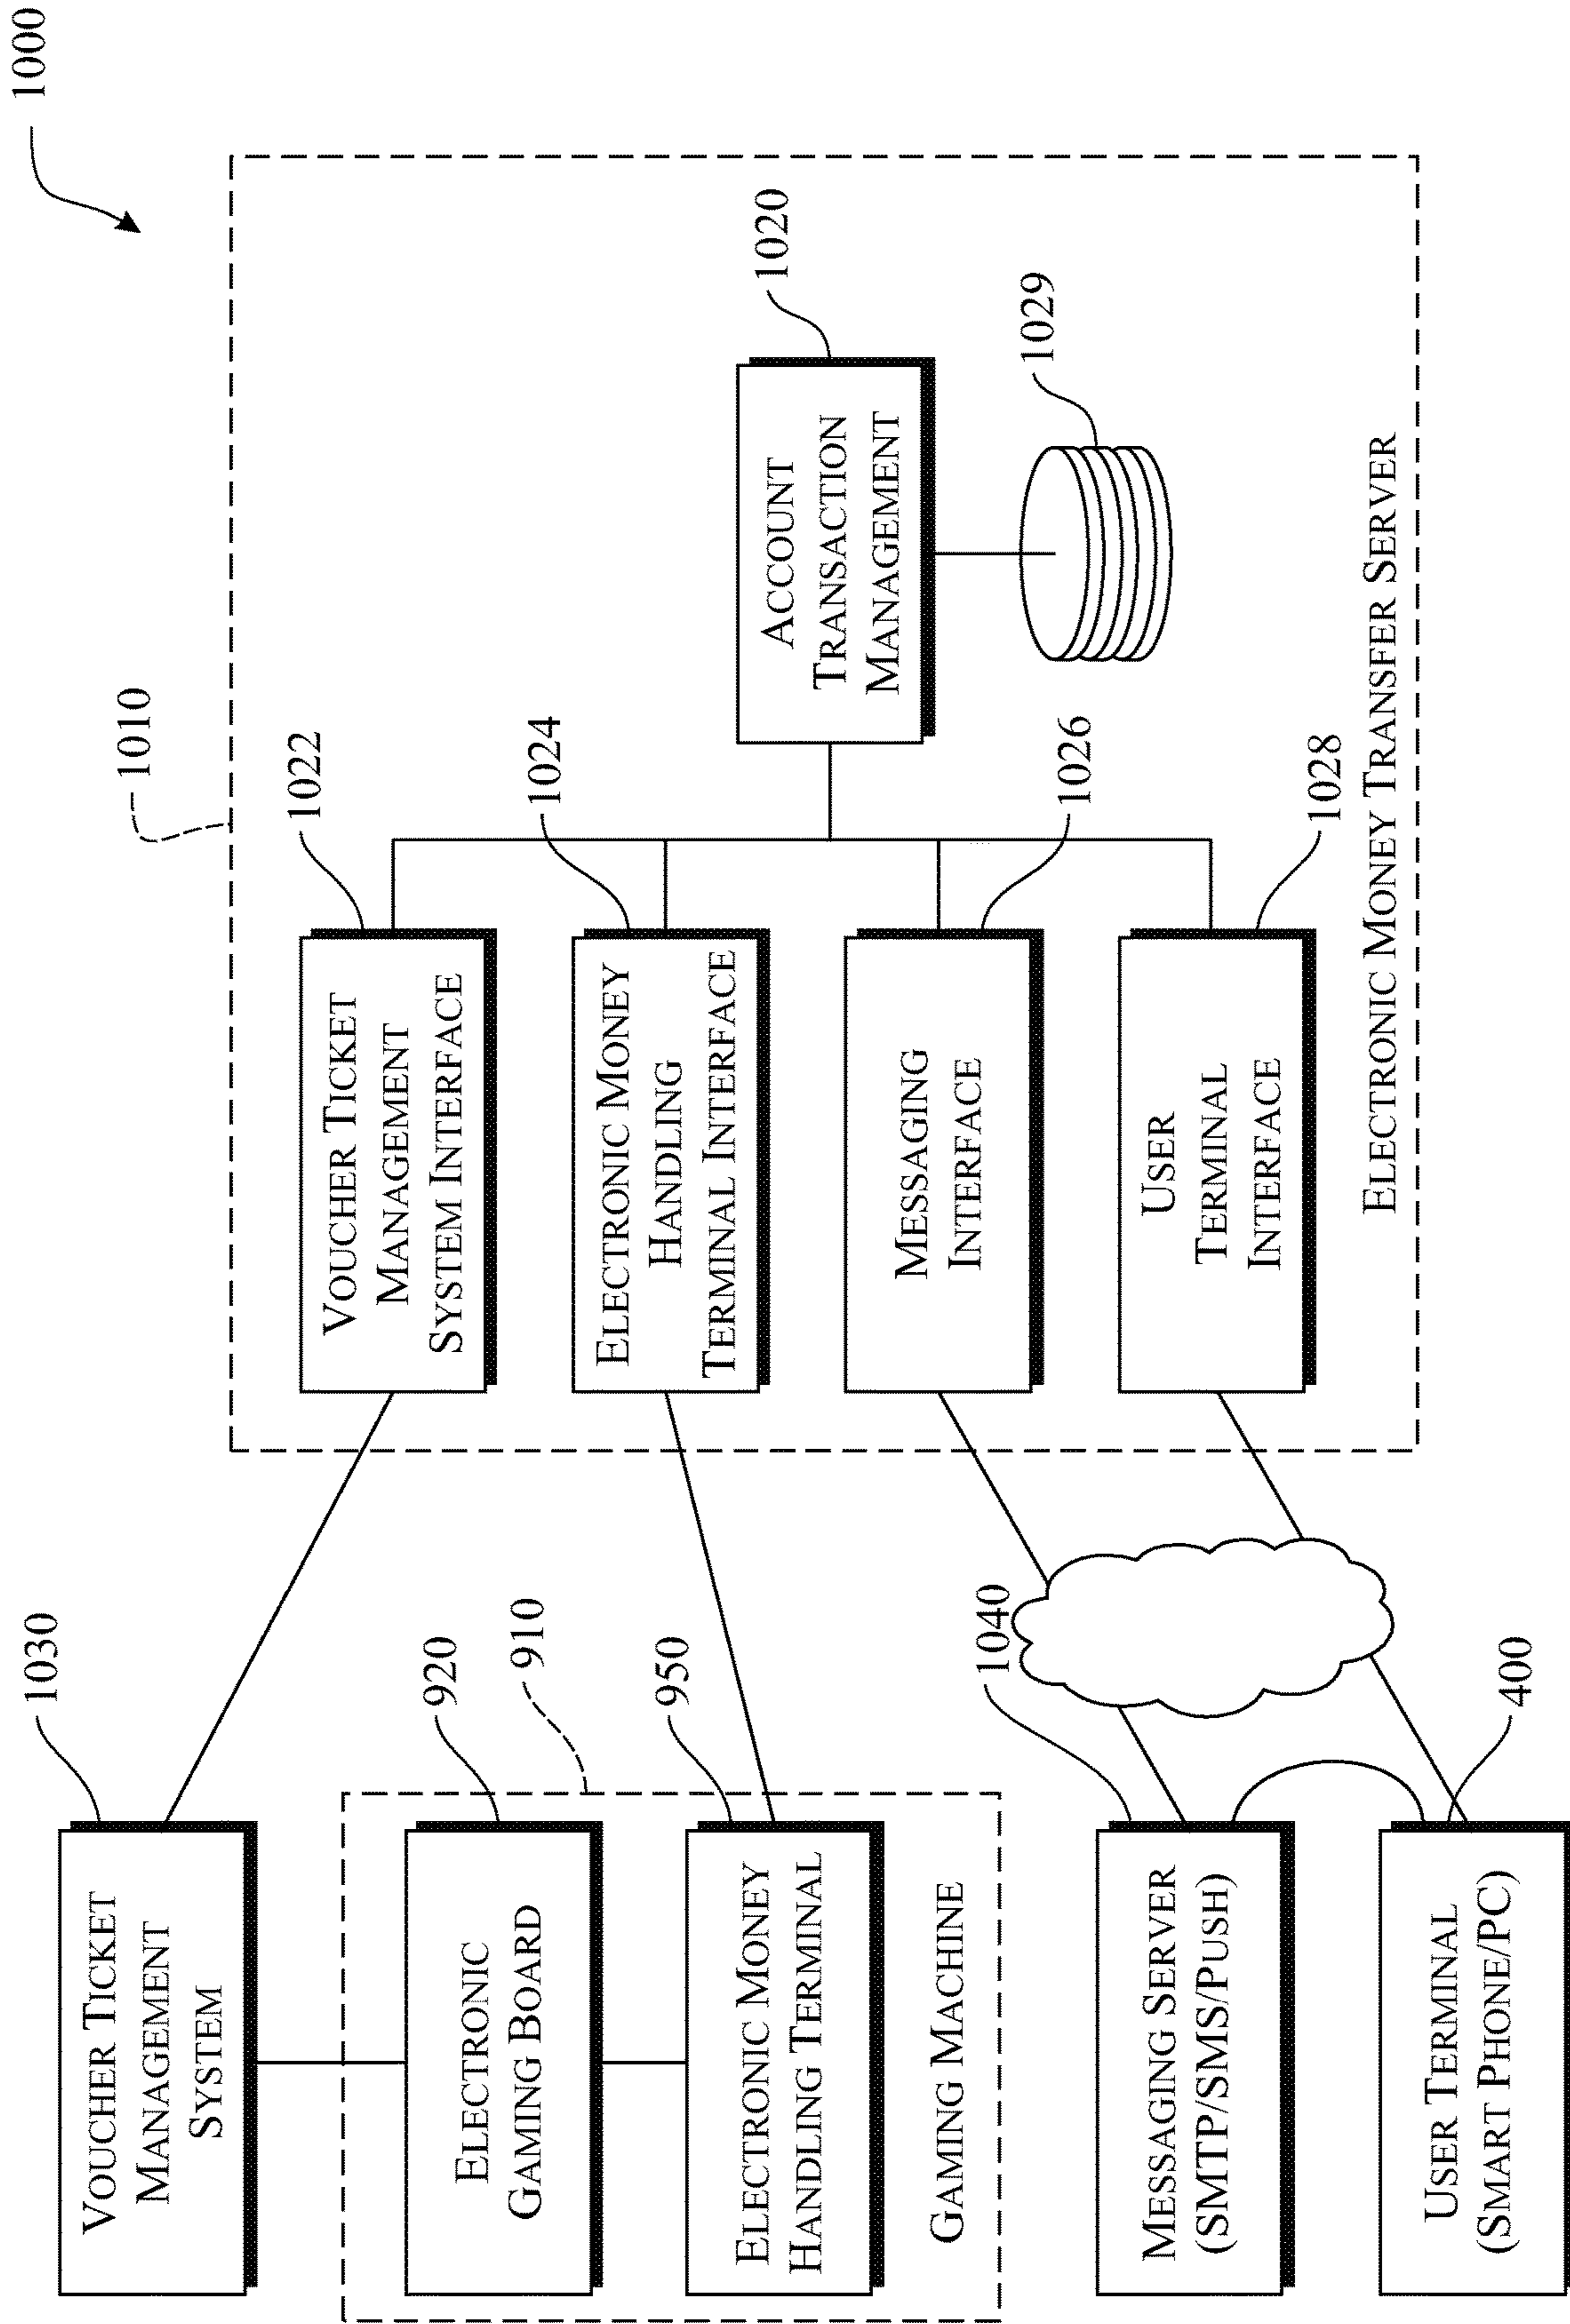 1000
1010
1030
VOUCHER TICKET
MANAGEMENT
SYSTEM
1022
VOUCHER TICKET
MANAGEMENT
SYSTEM INTERFACE
920
ELECTRONIC
GAMING BOARD
910
1024
ELECTRONIC MONEY
HANDLING
TERMINAL INTERFACE
1020
ACCOUNT
TRANSACTION
MANAGEMENT
950
ELECTRONIC MONEY
HANDLING TERMINAL
GAMING MACHINE
1026
MESSAGING
INTERFACE
1029
1040
MESSAGING SERVER
(SMTP/SMS/PUSH)
1028
USER
TERMINAL
INTERFACE
ELECTRONIC MONEY TRANSFER SERVER
400
USER TERMINAL
(SMART PHONE/PC)